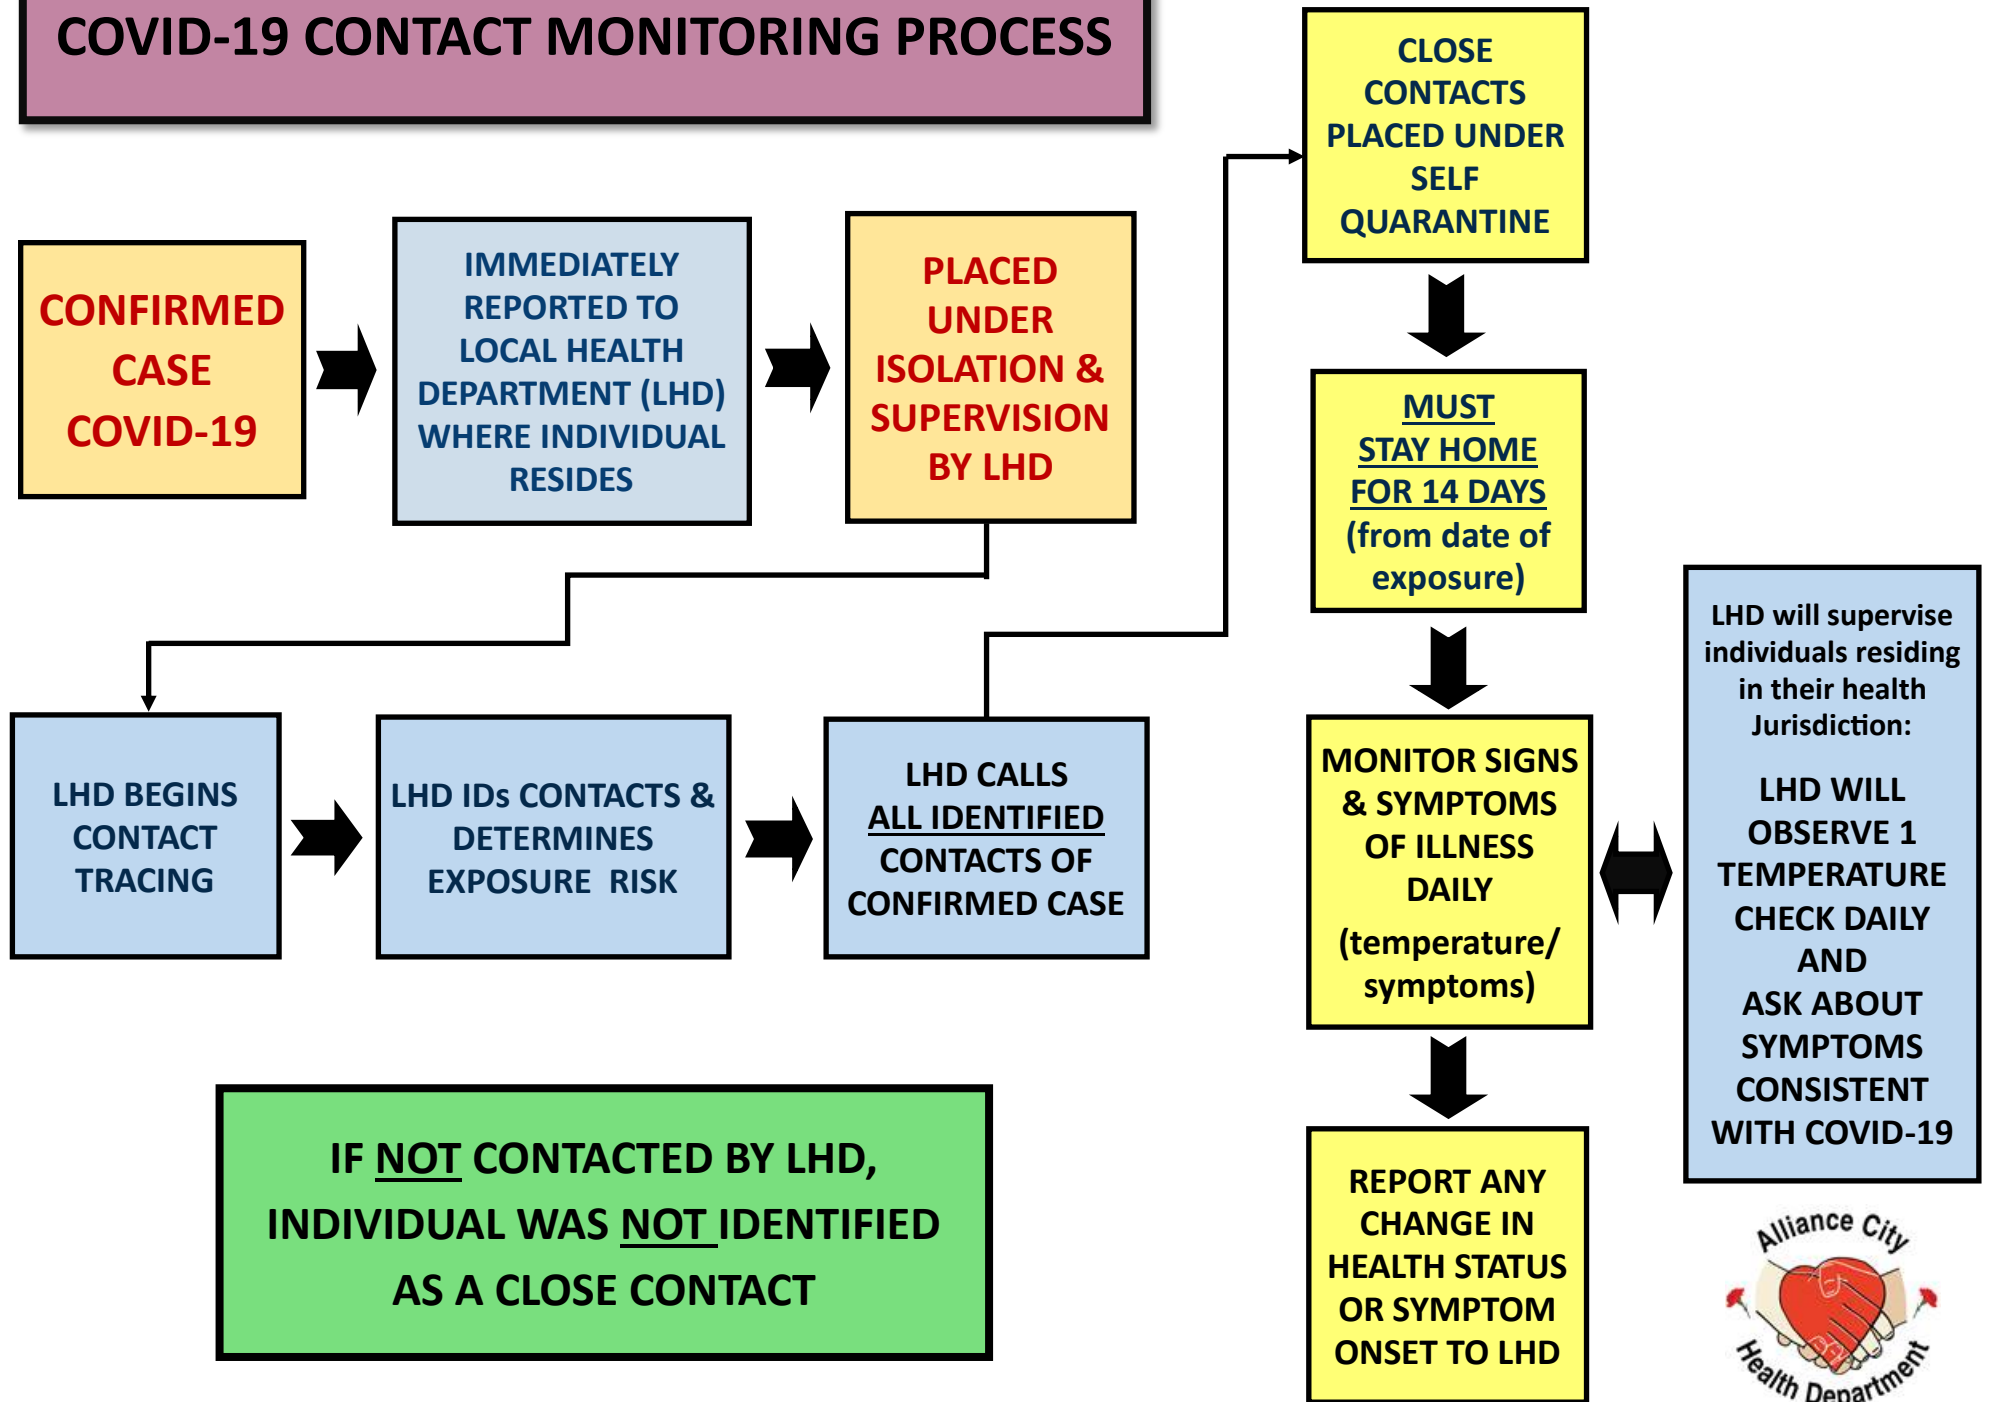 COVID-19 CONTACT MONITORING PROCESS
CONFIRMED
CASE
COVID-19
IMMEDIATELY
REPORTED TO
LOCAL HEALTH
DEPARTMENT (LHD)
WHERE INDIVIDUAL
RESIDES
PLACED
UNDER
ISOLATION &
SUPERVISION
BY LHD
LHD BEGINS
CONTACT
TRACING
LHD IDs CONTACTS &
DETERMINES
EXPOSURE RISK
LHD CALLS
ALL IDENTIFIED
CONTACTS OF
CONFIRMED CASE
CLOSE
CONTACTS
PLACED UNDER
SELF
QUARANTINE
MUST
STAY HOME
FOR 14 DAYS
(from date of
exposure)
MONITOR SIGNS
& SYMPTOMS
OF ILLNESS
DAILY
(temperature/
symptoms)
LHD will supervise
individuals residing
in their health
Jurisdiction:
LHD WILL
OBSERVE 1
TEMPERATURE
CHECK DAILY
AND
ASK ABOUT
SYMPTOMS
CONSISTENT
WITH COVID-19
REPORT ANY
CHANGE IN
HEALTH STATUS
OR SYMPTOM
ONSET TO LHD
IF NOT CONTACTED BY LHD,
INDIVIDUAL WAS NOT IDENTIFIED
AS A CLOSE CONTACT
Alliance City
Health Department